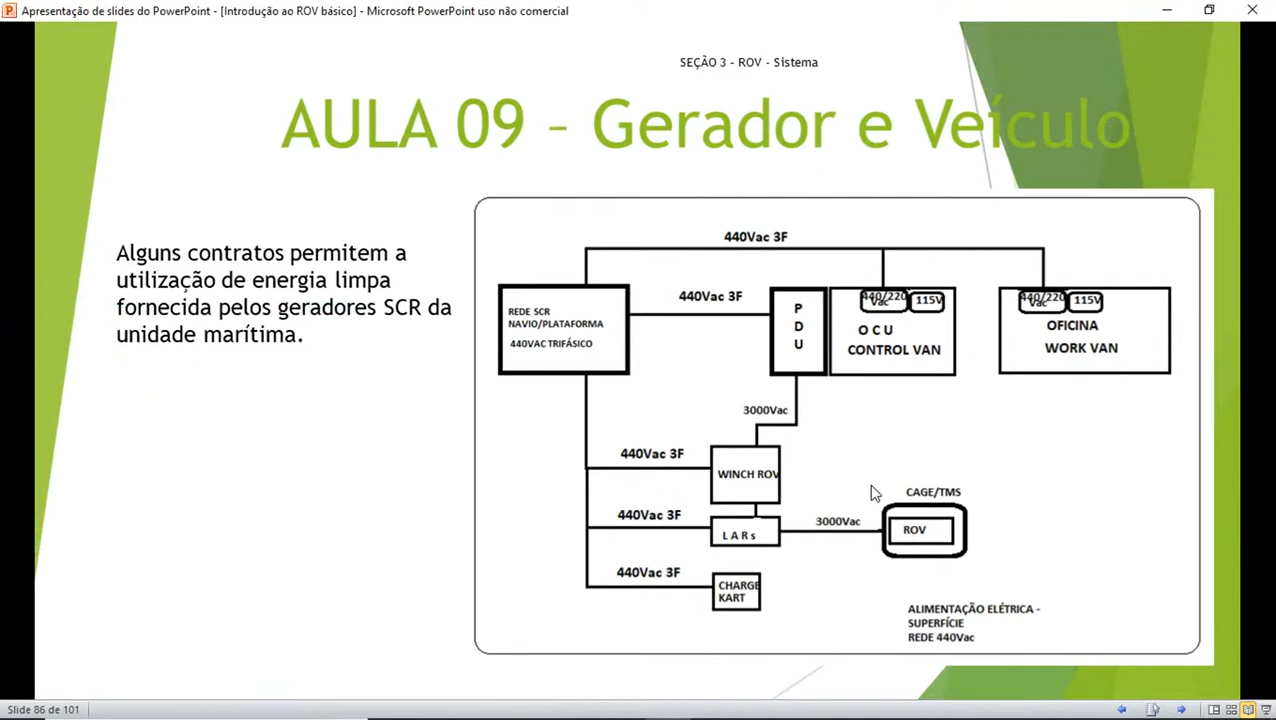 Apresentação de slides do PowerPoint - [Introdução ao ROV básico] - Microsoft PowerPoint uso não comercial
SEÇÃO 3 - ROV - Sistema
AULA 09 - Gerador e Veículo
Alguns contratos permitem a
utilização de energia limpa
fornecida pelos geradores SCR da
unidade marítima.
440Vac 3F
440Vac 3F
REDE SCR
NAVIO/PLATAFORMA
440VAC TRIFÁSICO
P
D
U
440/220
Vac
115V
O C U
CONTROL VAN
440/220
Vac
115V
OFICINA
WORK VAN
3000Vac
440Vac 3F
WINCH ROV
440Vac 3F
L A R s
3000Vac
CAGE/TMS
ROV
440Vac 3F
CHARGE
KART
ALIMENTAÇÃO ELÉTRICA -
SUPERFÍCIE
REDE 440Vac
Slide 86 de 101